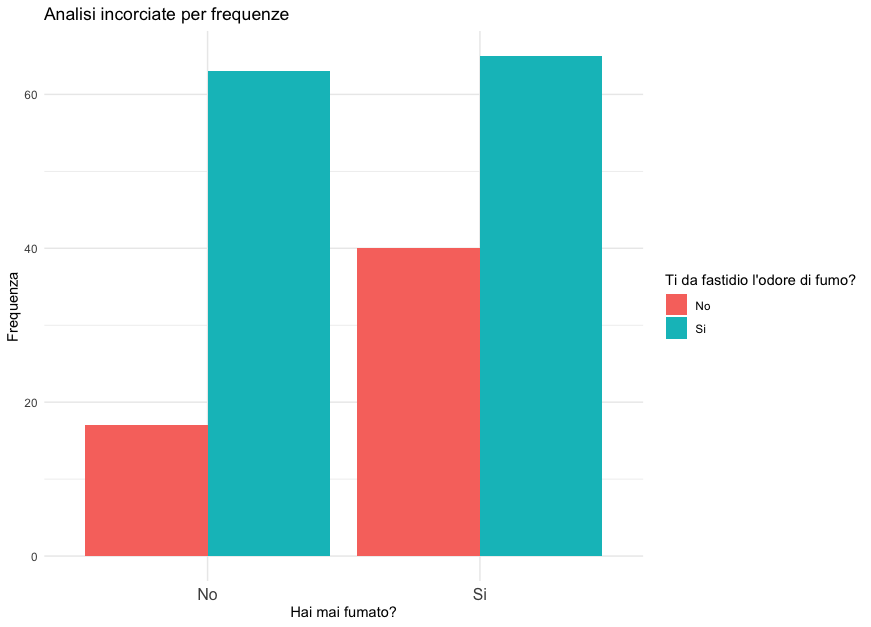 Analisi incorciate per frequenze
60
40
20
0
Frequenza
No
Si
Hai mai fumato?
Ti da fastidio l'odore di fumo?
No
Si